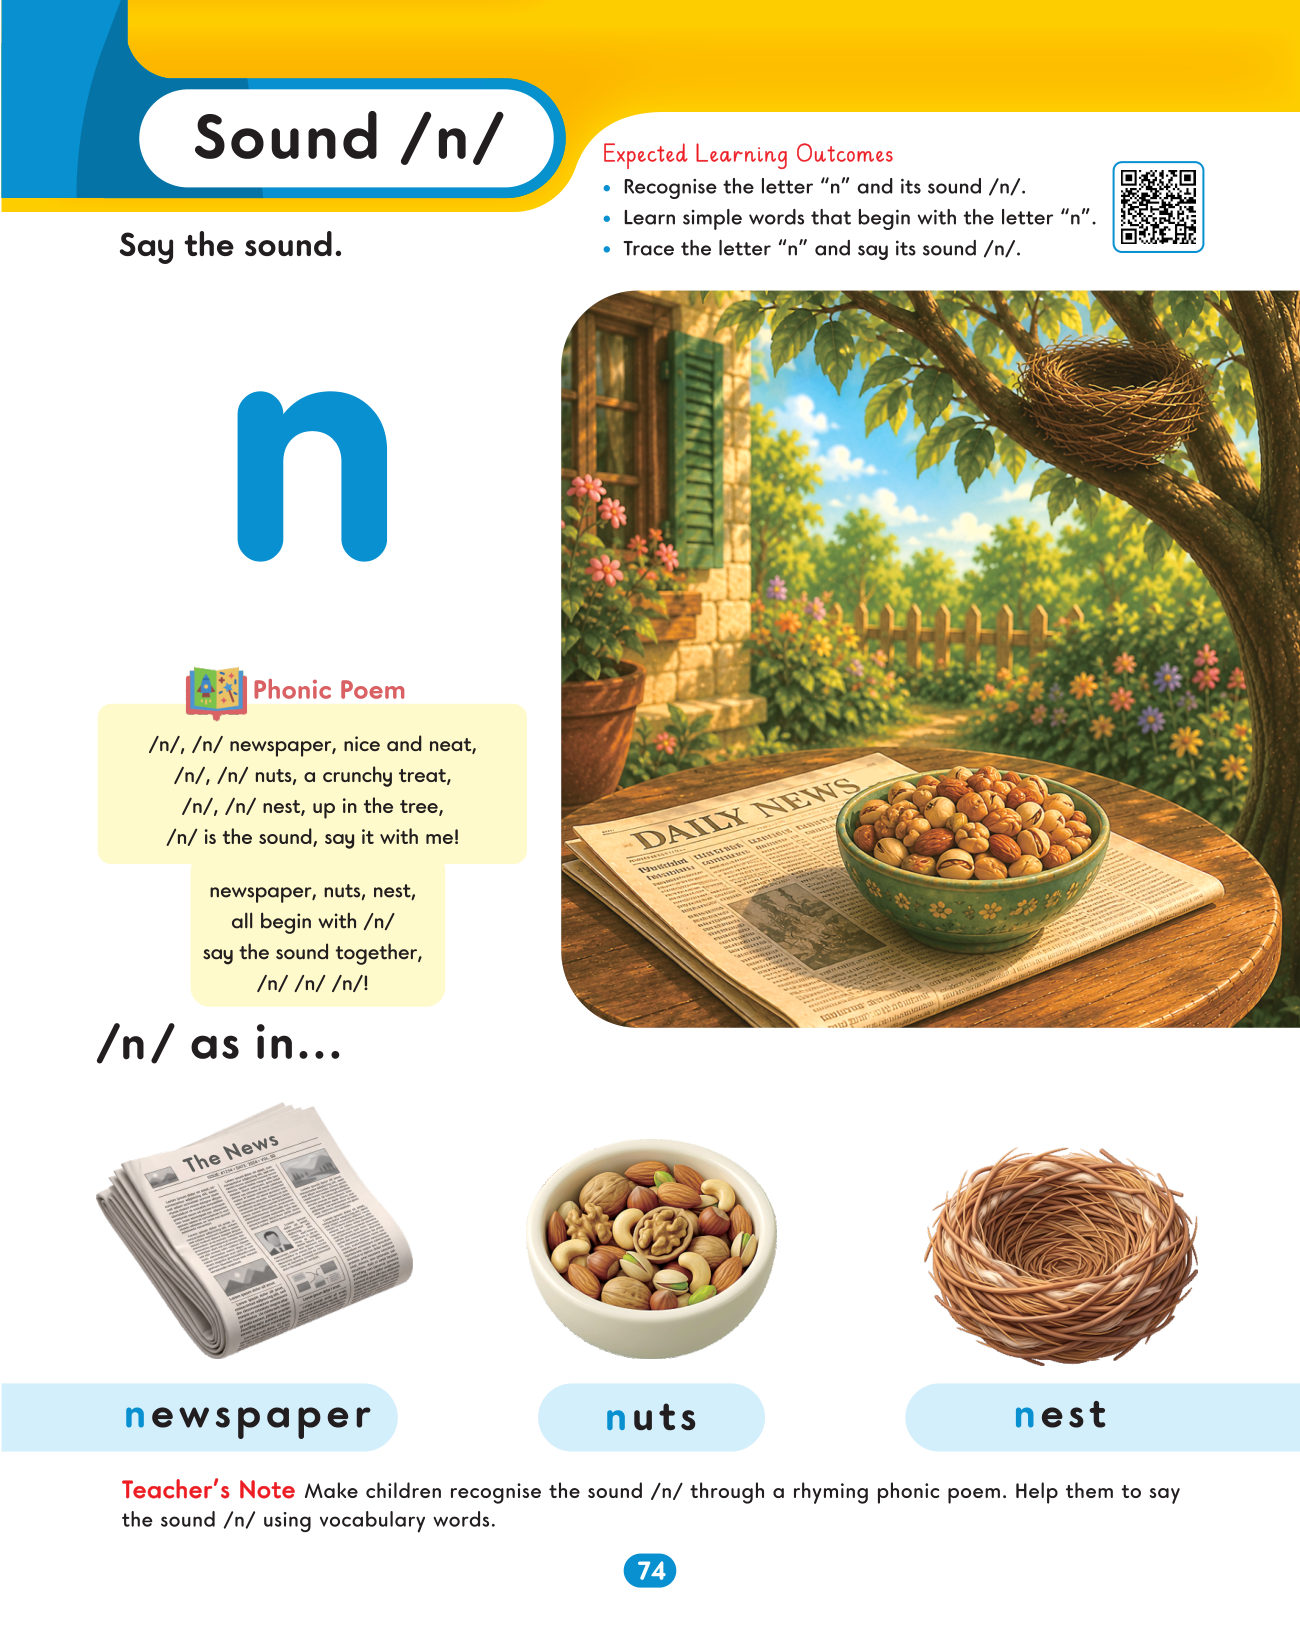 Sound /n/
Expected Learning Outcomes
• Recognise the letter “n” and its sound /n/.
• Learn simple words that begin with the letter “n”.
• Trace the letter “n” and say its sound /n/.
Say the sound.
n
Phonic Poem
/n/, /n/ newspaper, nice and neat,
/n/, /n/ nuts, a crunchy treat,
/n/, /n/ nest, up in the tree,
/n/ is the sound, say it with me!
newspaper, nuts, nest,
all begin with /n/
say the sound together,
/n/ /n/ /n/!
DAILY NEWS
/n/ as in...
The News
newspaper
nuts
nest
Teacher’s Note Make children recognise the sound /n/ through a rhyming phonic poem. Help them to say
the sound /n/ using vocabulary words.
74